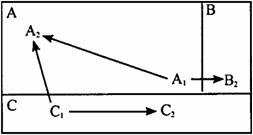 A B
A₂
A₁ B₂
C C₁ C₂